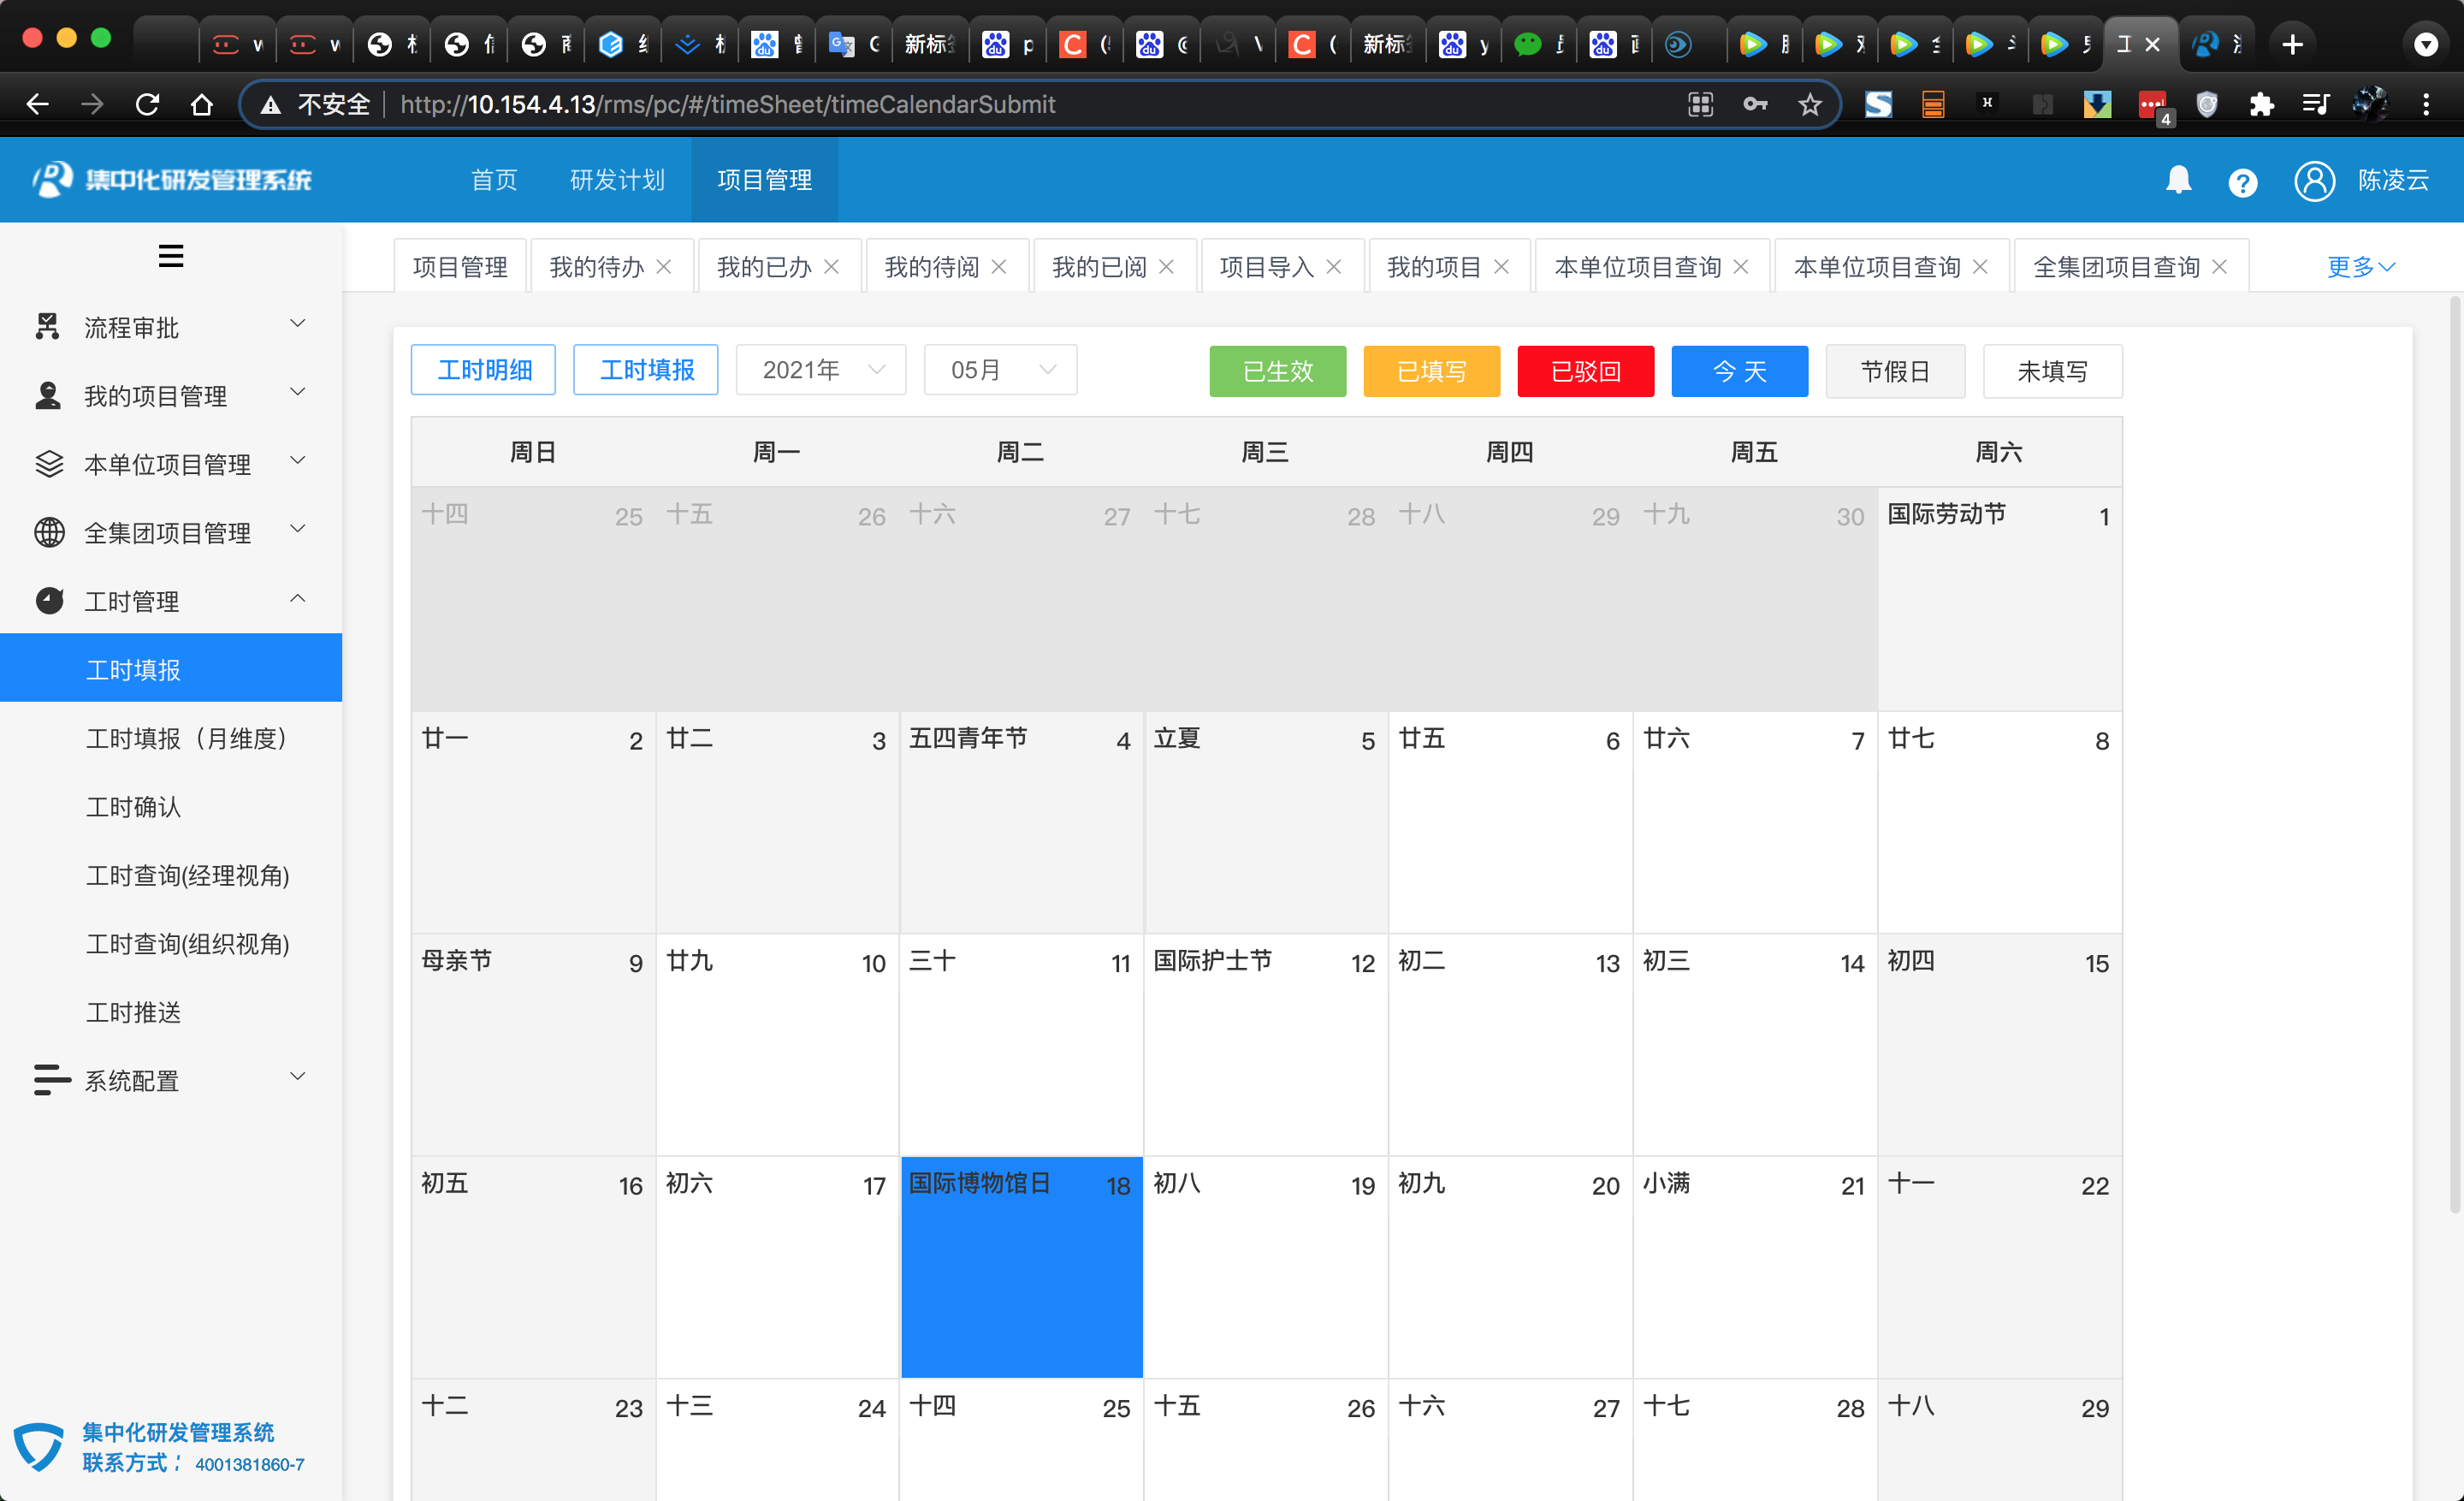 新标
新标
不安全 http://10.154.4.13/rms/pc/#/timeSheet/timeCalendarSubmit
4
集中化研发管理系统
首页 研发计划 项目管理
陈凌云
项目管理 我的待办 我的已办 我的待阅 我的已阅 项目导入 我的项目 本单位项目查询 本单位项目查询 全集团项目查询 更多
流程审批
我的项目管理
本单位项目管理
全集团项目管理
工时管理
工时填报
工时填报（月维度）
工时确认
工时查询(经理视角)
工时查询(组织视角)
工时推送
系统配置
集中化研发管理系统
联系方式： 4001381860-7
工时明细 工时填报 2021年 05月 已生效 已填写 已驳回 今天 节假日 未填写
周日 周一 周二 周三 周四 周五 周六
十四 25 十五 26 十六 27 十七 28 十八 29 十九 30 国际劳动节 1
廿一 2 廿二 3 五四青年节 4 立夏 5 廿五 6 廿六 7 廿七 8
母亲节 9 廿九 10 三十 11 国际护士节 12 初二 13 初三 14 初四 15
初五 16 初六 17 国际博物馆日 18 初八 19 初九 20 小满 21 十一 22
十二 23 十三 24 十四 25 十五 26 十六 27 十七 28 十八 29